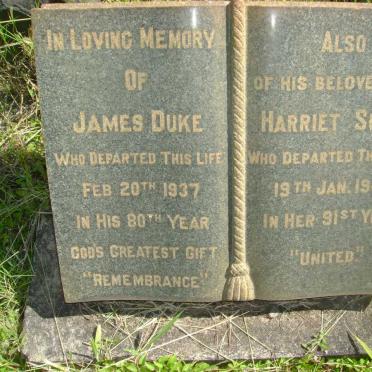 In Loving Memory
Of
James Duke
Who Departed This Life
Feb 20th 1937
In His 80th Year
God's Greatest Gift
"Remembrance"
Also
Of His
Harriet
Who Departed
19th Jan.
In Her 91st
"United."